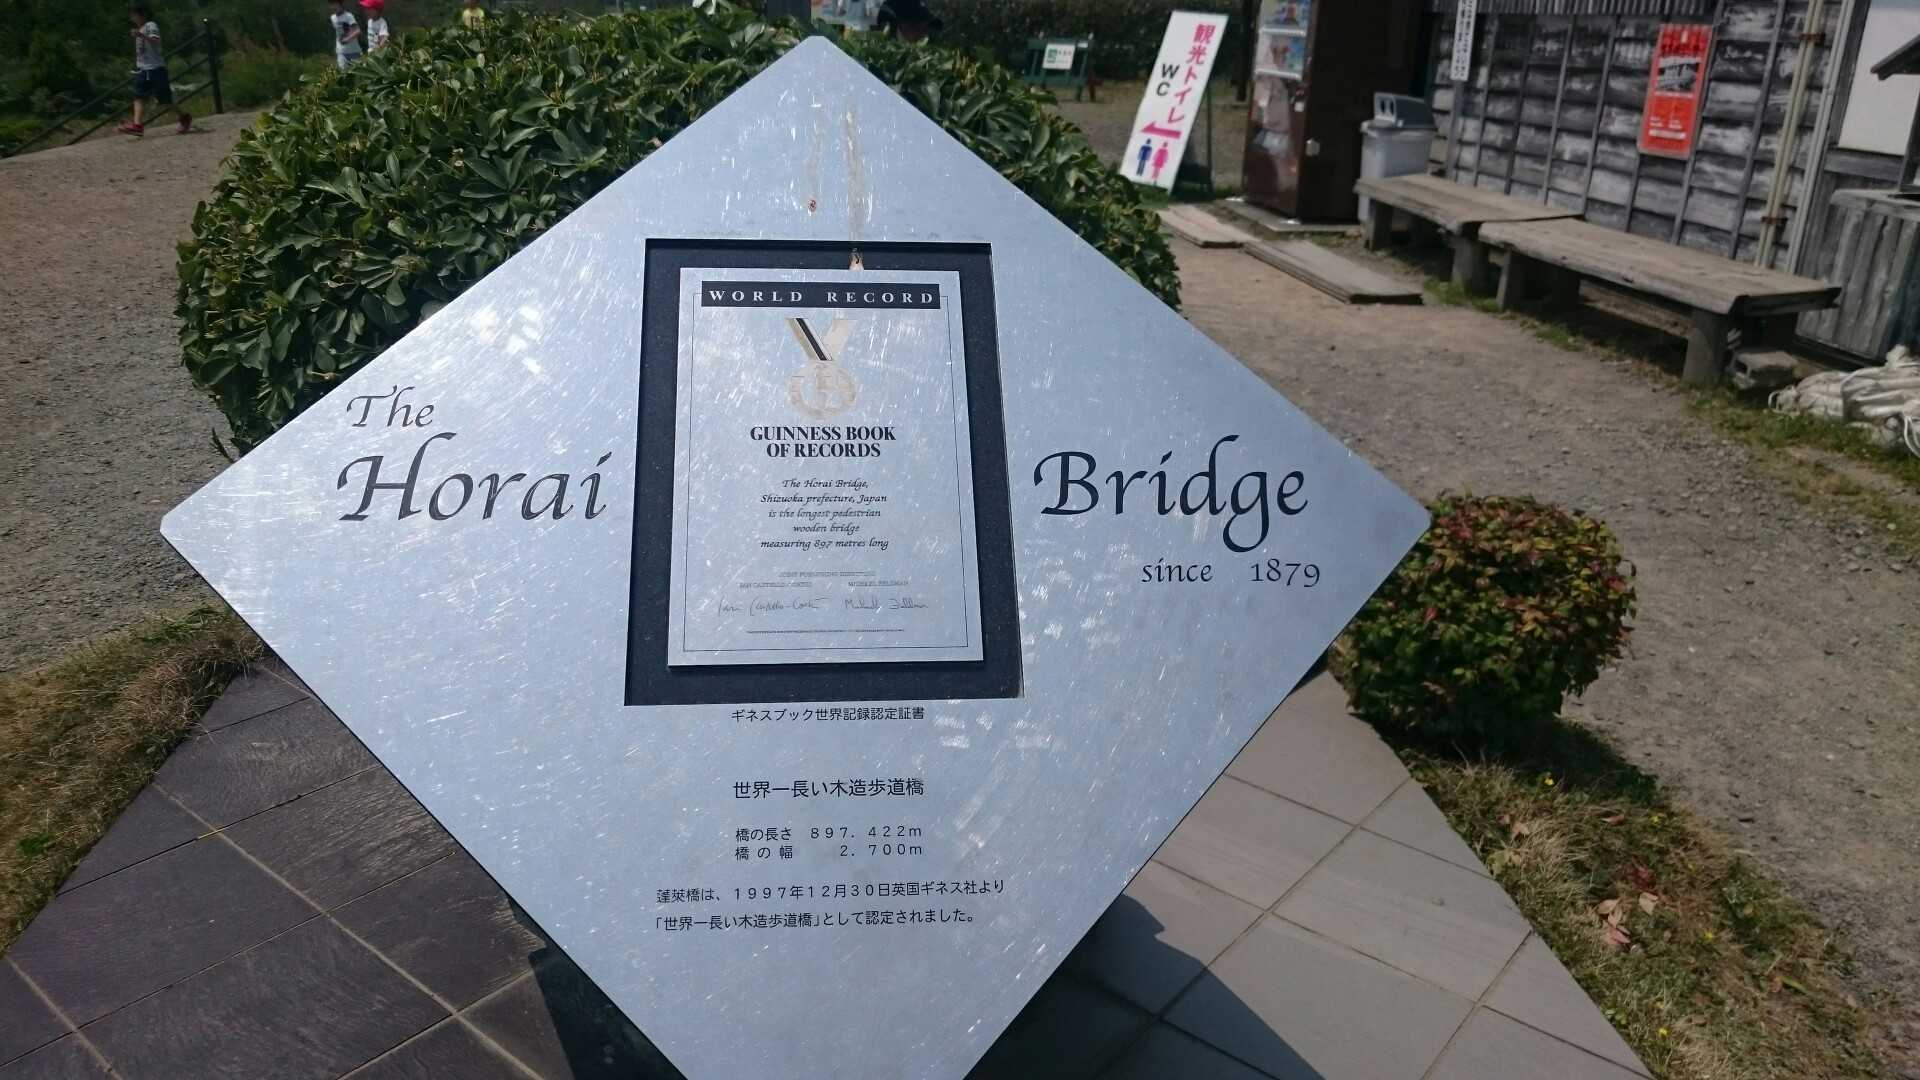 観光トイレ
WC
WORLD RECORD
GUINNESS BOOK
OF RECORDS
The Horai Bridge,
Shizuoka prefecture, Japan
is the longest pedestrian
wooden bridge
measuring 897 metres long
The
Horai
Bridge
since 1879
ギネスブック世界記録認定証書
世界一長い木造歩道橋
橋の長さ ８９７．４２２ｍ
橋の幅 ２．７００ｍ
蓬莱橋は、１９９７年１２月３０日英国ギネス社より
｢世界一長い木造歩道橋｣として認定されました。